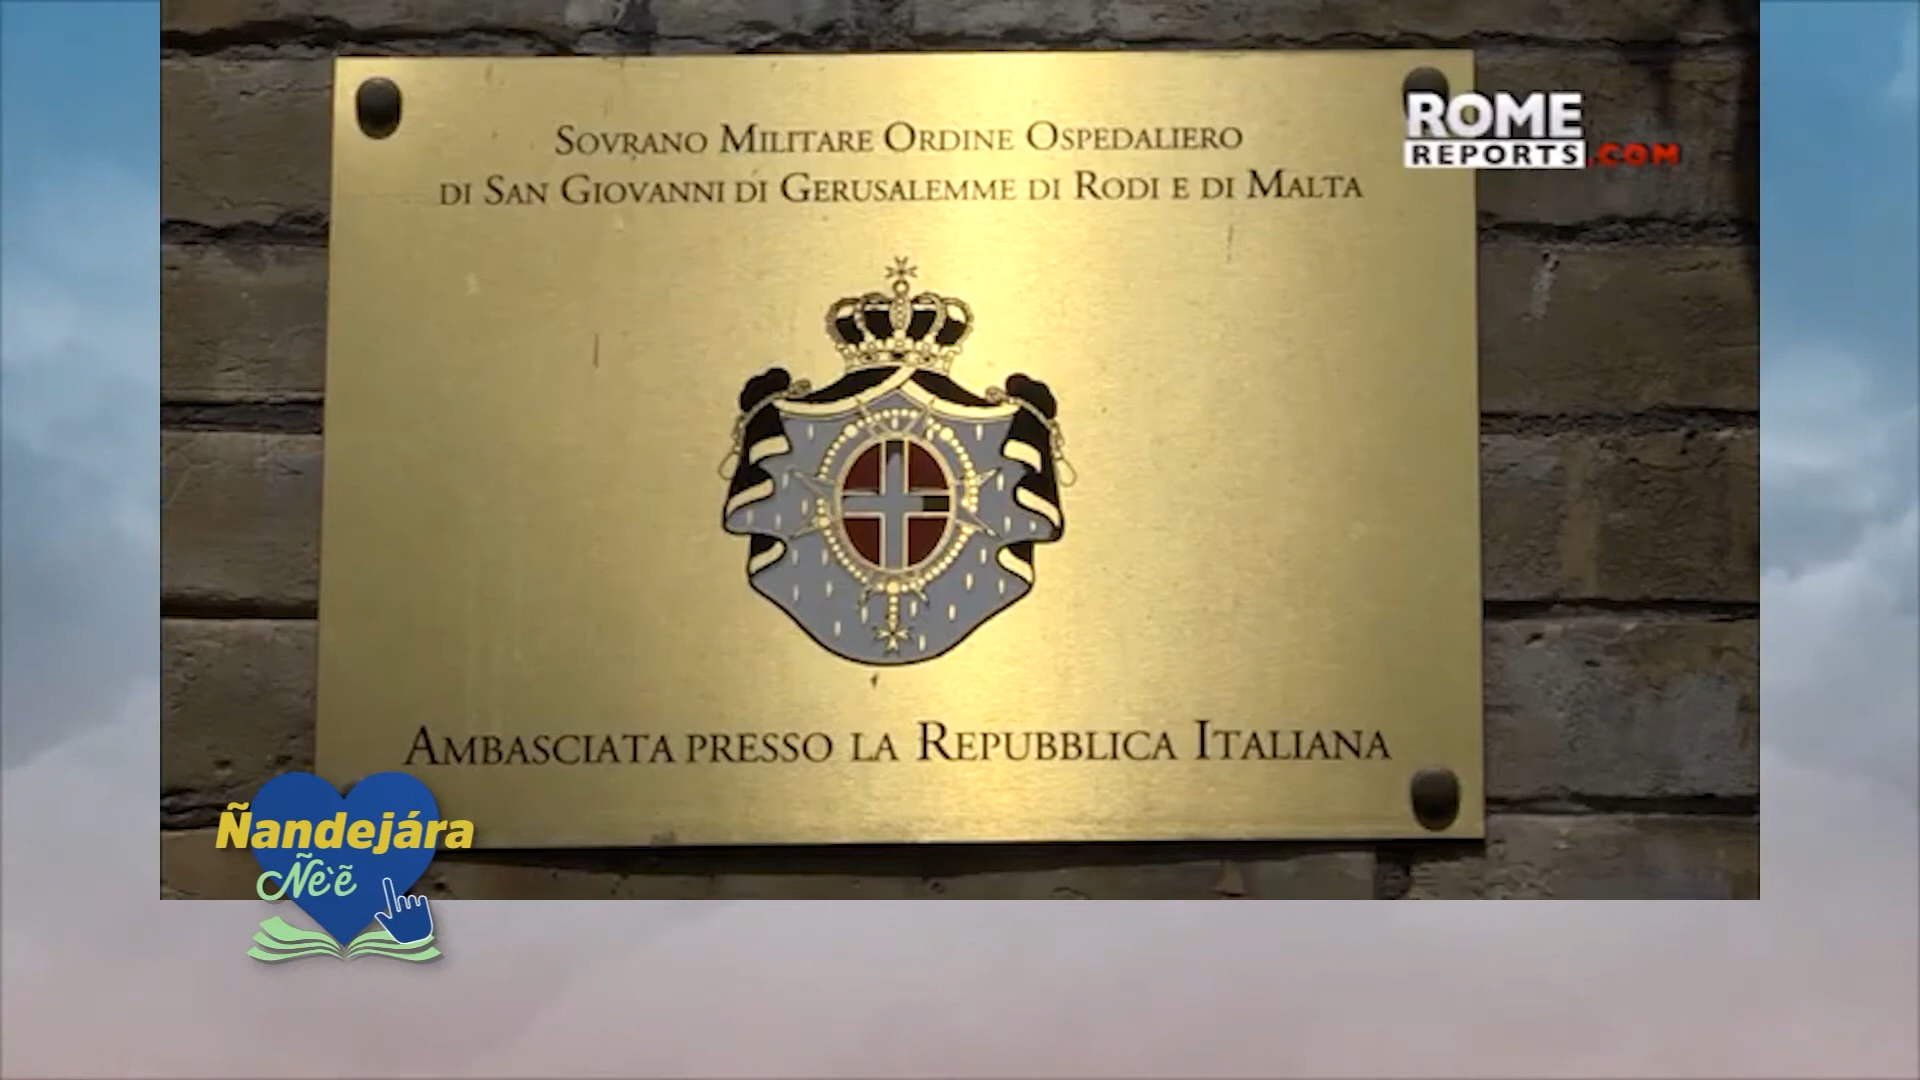 SOVRANO MILITARE ORDINE OSPEDALIERO
DI SAN GIOVANNI DI GERUSALEMME DI RODI E DI MALTA
ROME
REPORTS.COM
AMBASCIATA PRESSO LA REPUBBLICA ITALIANA
Ñandejára
Ñe'ẽ